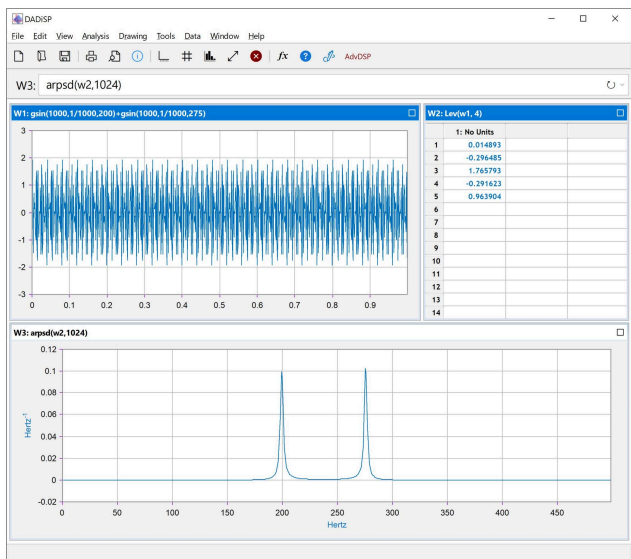 DADiSP
File Edit View Analysis Drawing Tools Data Window Help
fx ? AdvDSP
W3: arpsd(w2,1024)
W1: gsin(1000,1/1000,200)+gsin(1000,1/1000,275)
3
2
1
0
-1
-2
-3
0 0.1 0.2 0.3 0.4 0.5 0.6 0.7 0.8 0.9
W2: Lev(w1, 4)
1: No Units
1 0.014893
2 -0.296485
3 1.765793
4 -0.291623
5 0.963904
6
7
8
9
10
11
12
13
14
W3: arpsd(w2,1024)
0.12
0.1
0.08
0.06
0.04
0.02
0
-0.02
Hertz⁻¹
0 50 100 150 200 250 300 350 400 450
Hertz